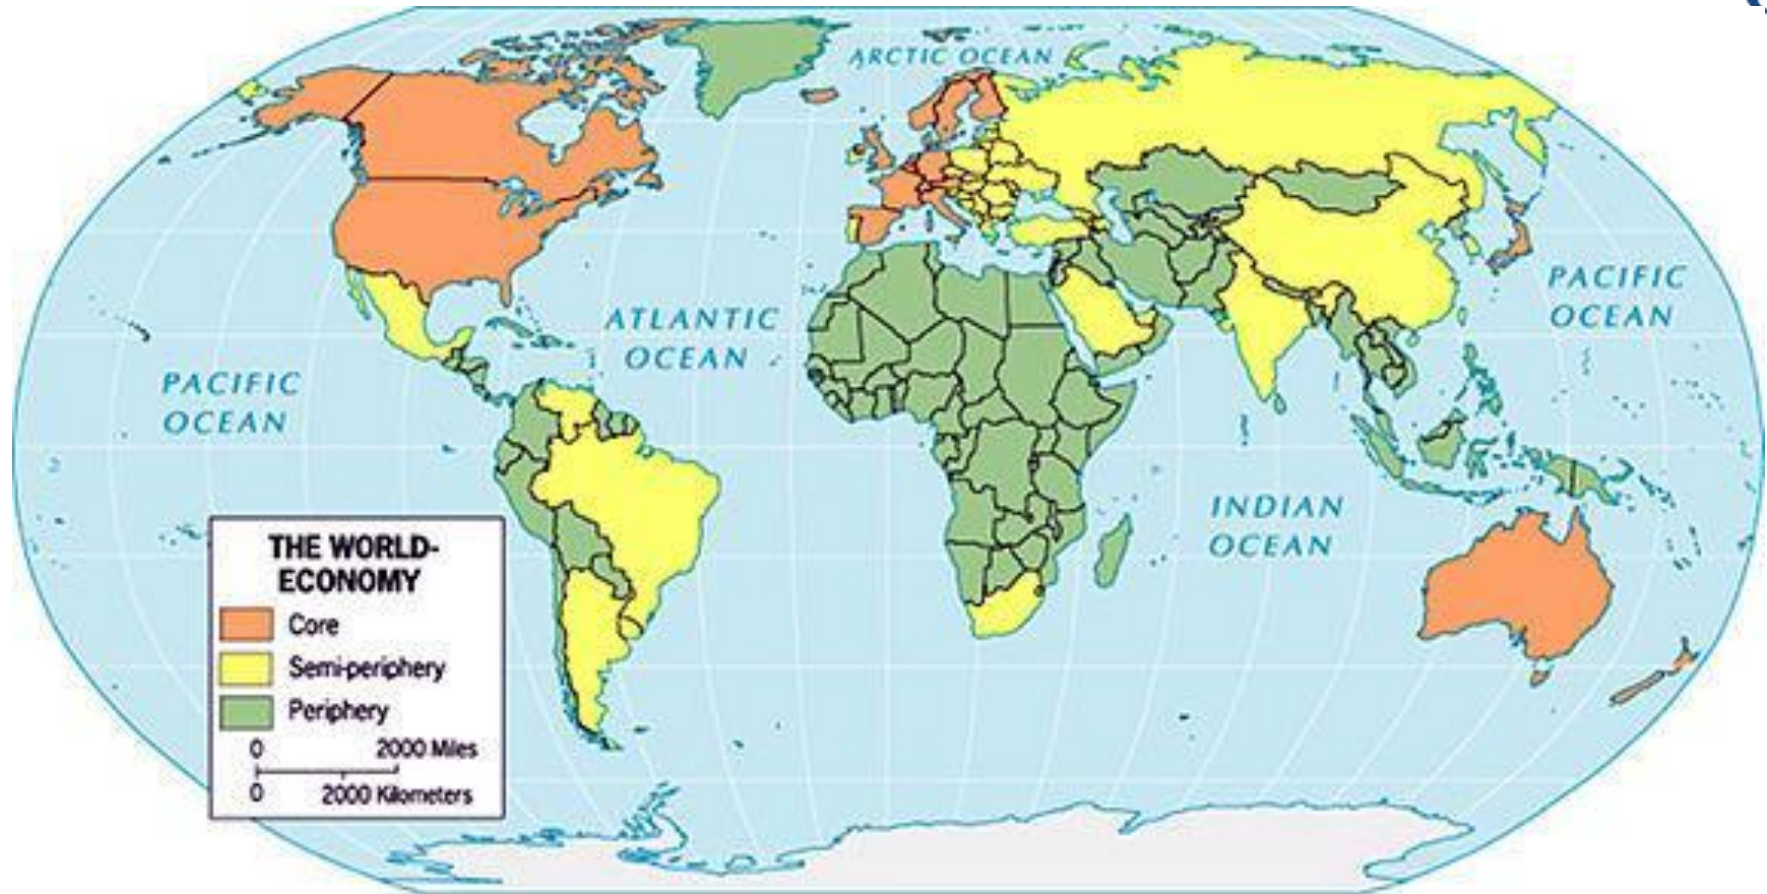 ARCTIC OCEAN
ATLANTIC
OCEAN
PACIFIC
OCEAN
PACIFIC
OCEAN
INDIAN
OCEAN
THE WORLD-
ECONOMY
Core
Semi-periphery
Periphery
0 2000 Miles
0 2000 Kilometers